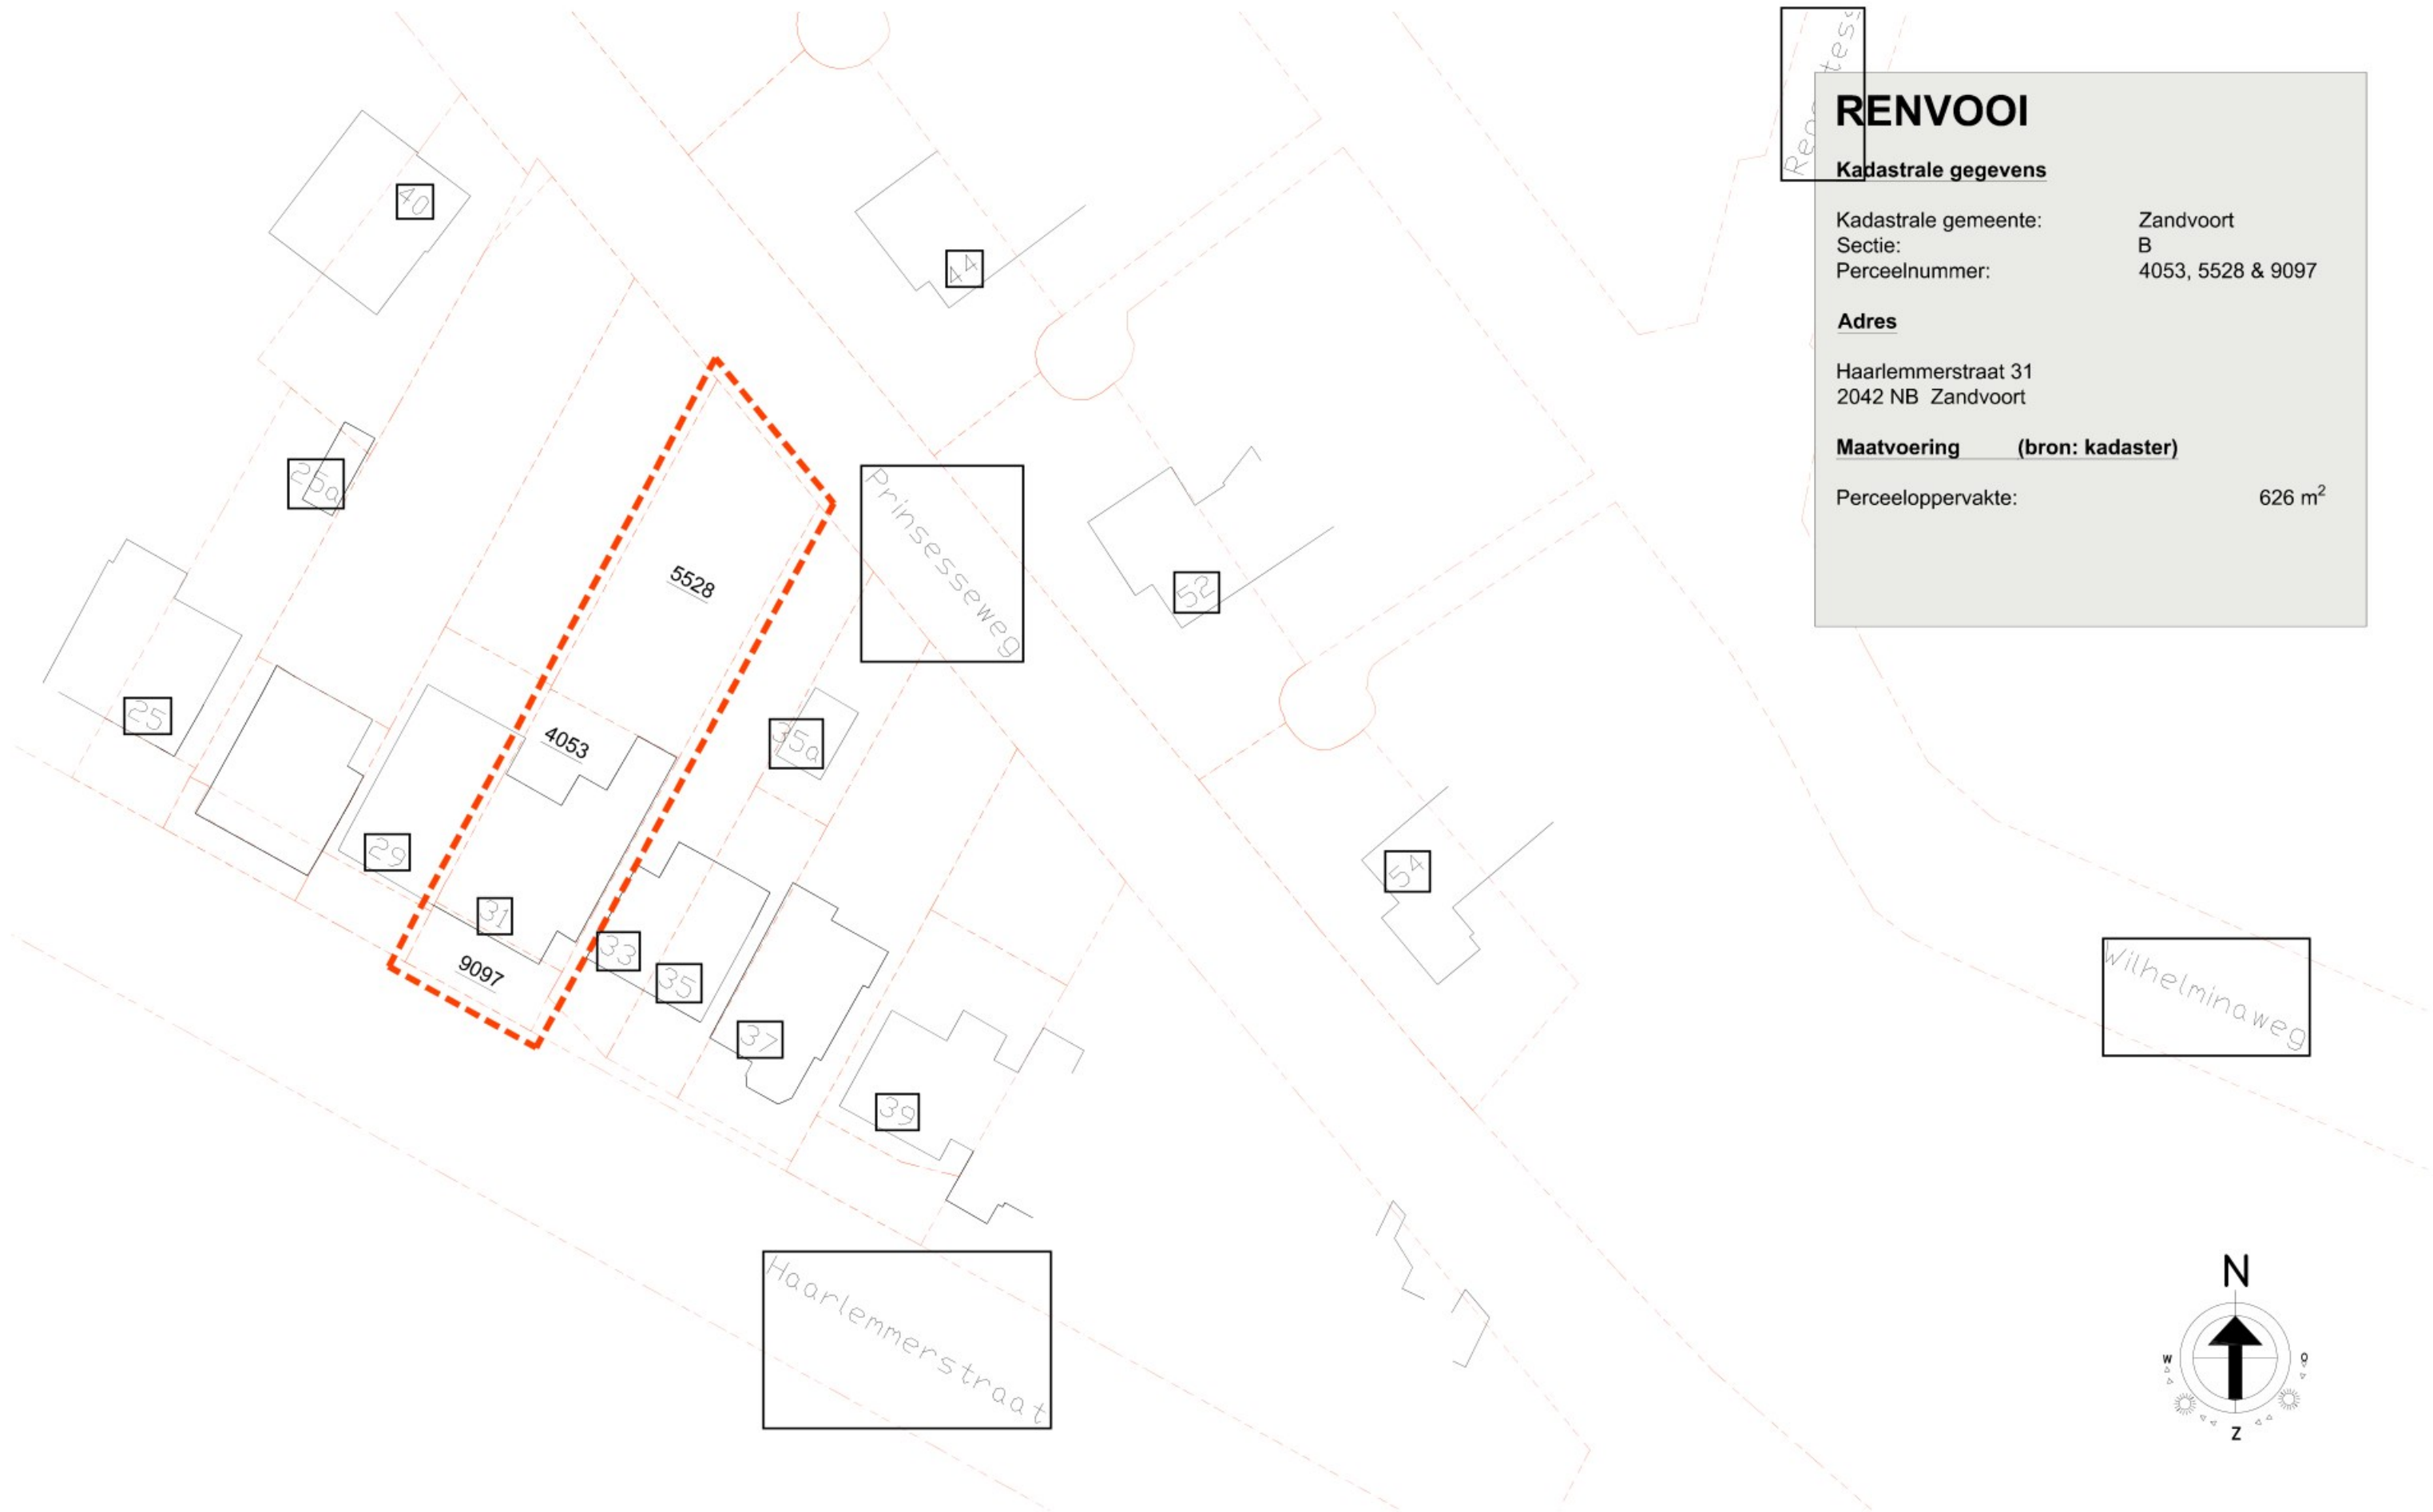 RENVOOI
Kadastrale gegevens
Kadastrale gemeente: Zandvoort
Sectie: B
Perceelnummer: 4053, 5528 & 9097
Adres
Haarlemmerstraat 31
2042 NB Zandvoort
Maatvoering (bron: kadaster)
Perceeloppervakte: 626 m²
40
44
25a
Prinsesseweg
5528
52
25
4053
35a
29
54
31
33
9097
35
Wilhelminaweg
37
39
Haarlemmerstraat
N
W
O
Z